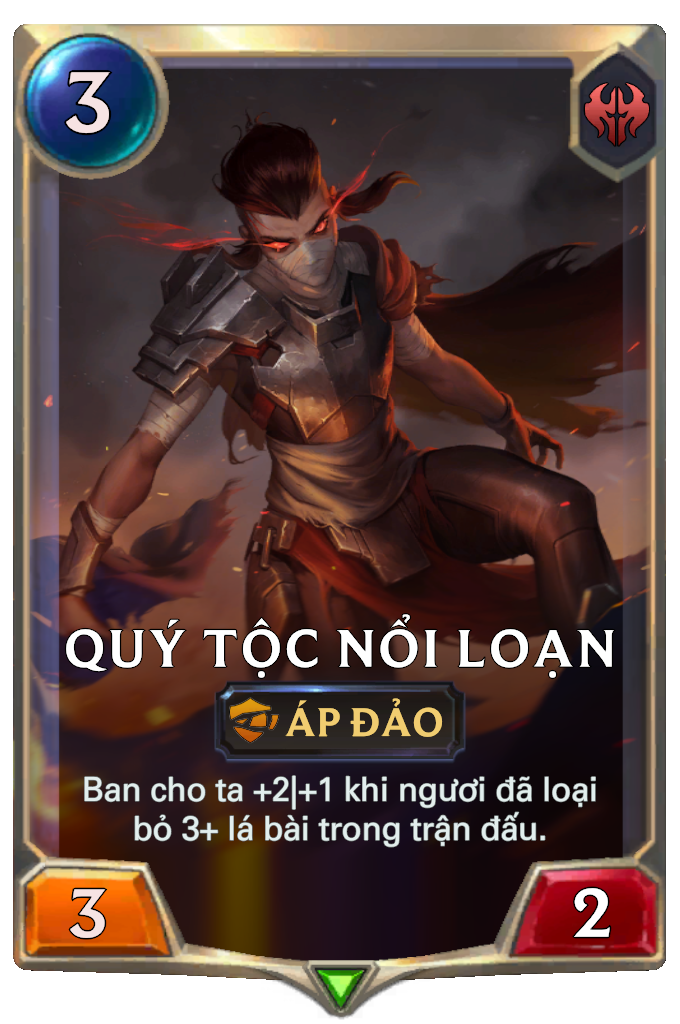 3
QUÝ TỘC NỔI LOẠN
ÁP ĐẢO
Ban cho ta +2|+1 khi ngươi đã loại
bỏ 3+ lá bài trong trận đấu.
3
2